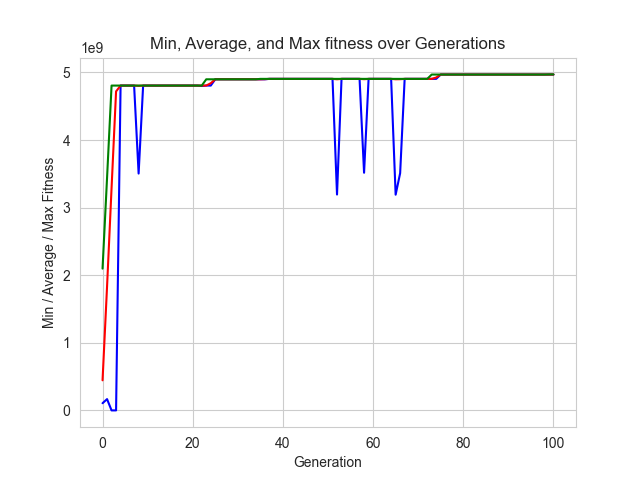 Min, Average, and Max fitness over Generations
1e9
5
4
3
2
1
0
Min / Average / Max Fitness
0 20 40 60 80 100
Generation